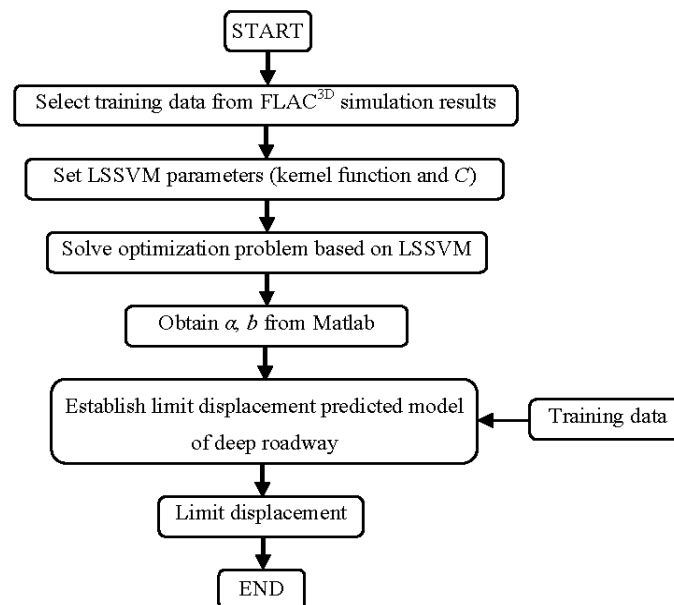 START
Select training data from FLAC³ᴰ simulation results
Set LSSVM parameters (kernel function and C)
Solve optimization problem based on LSSVM
Obtain α, b from Matlab
Establish limit displacement predicted model
of deep roadway
Training data
Limit displacement
END